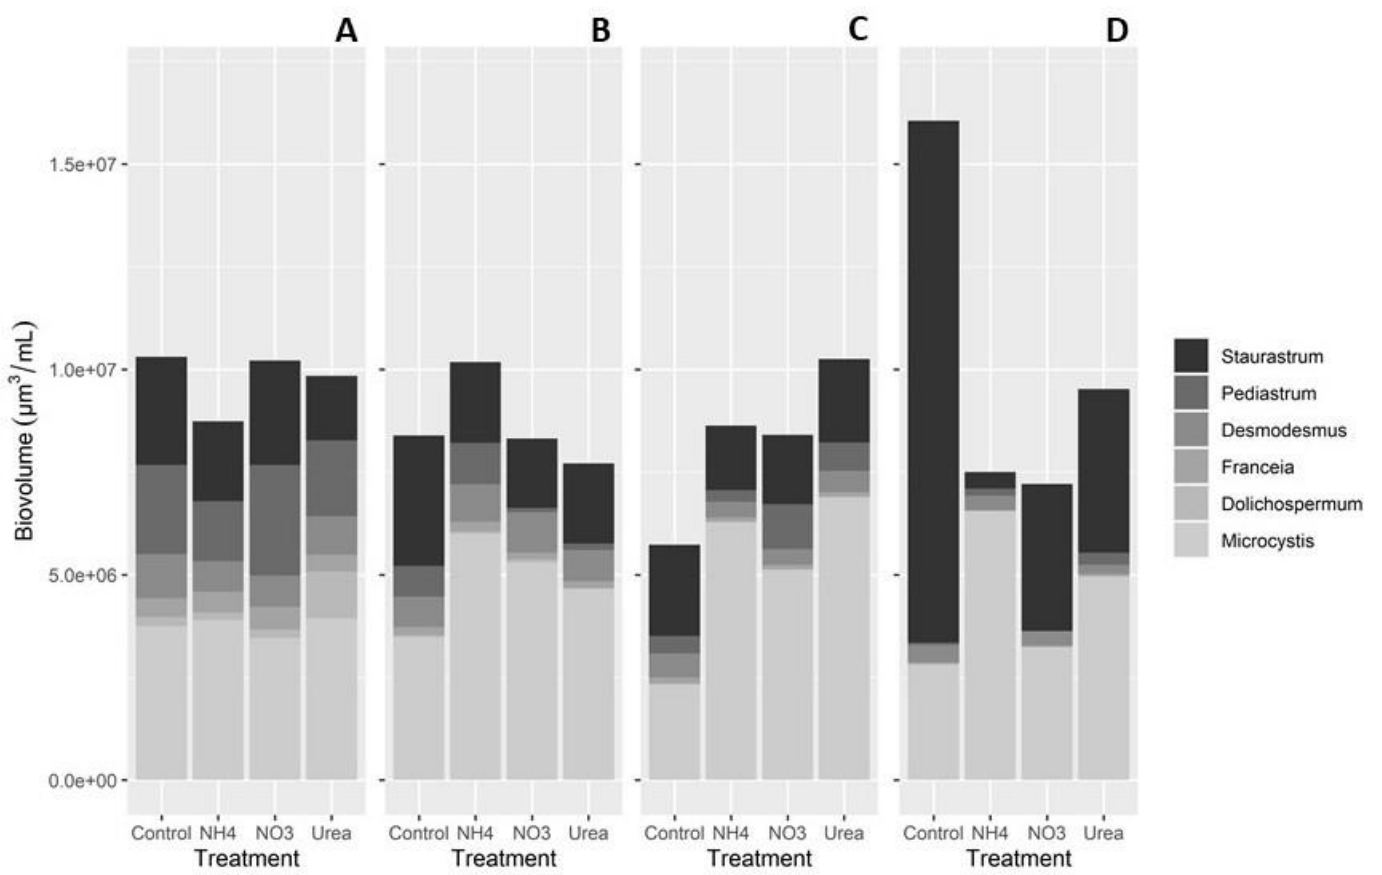 A B C D
Biovolume (µm³/mL)
1.5e+07
1.0e+07
5.0e+06
0.0e+00
Control NH4 NO3 Urea Control NH4 NO3 Urea Control NH4 NO3 Urea Control NH4 NO3 Urea
Treatment Treatment Treatment Treatment
Staurastrum
Pediastrum
Desmodesmus
Franceia
Dolichospermum
Microcystis